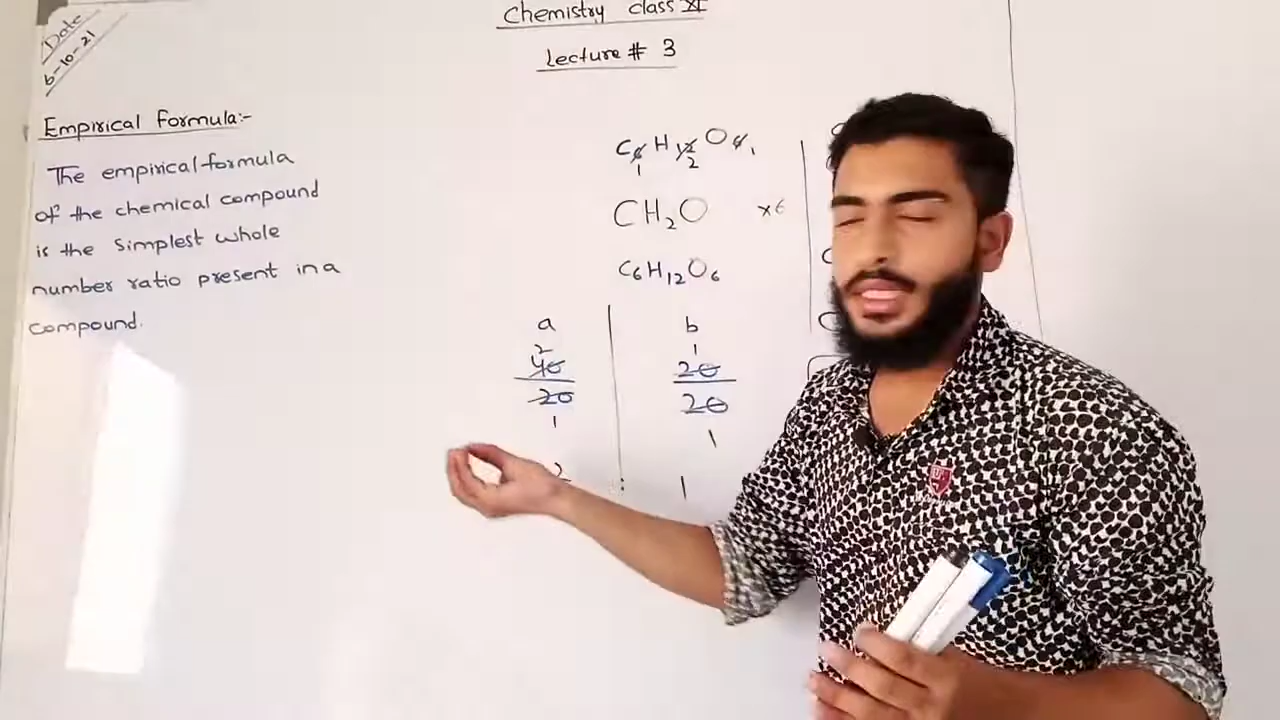 Date
6-10-21
Chemistry class XI
Lecture # 3
Empirical Formula:-
The empirical formula
of the chemical compound
is the simplest whole
number ratio present in a
compound.
C6 H12 O6
1 2 1
CH2O ×6
C6H12O6
a b
2 1
40 20
20 20
1 1
2 : 1